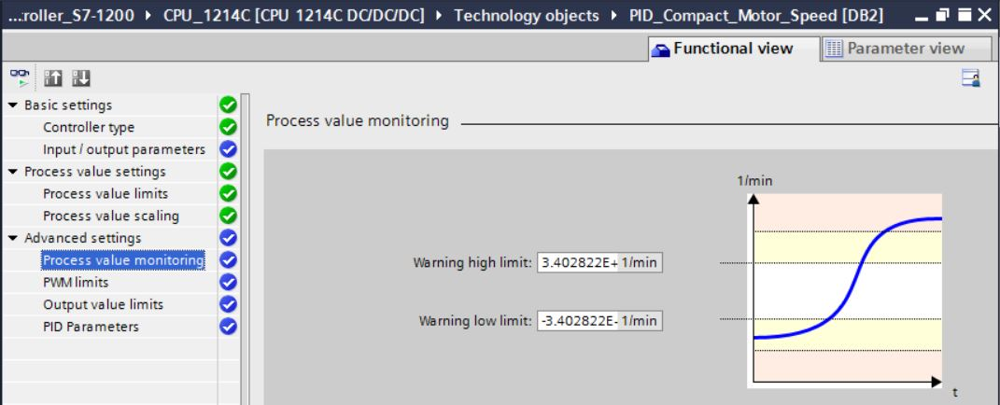 ...:roller_S7-1200 ▸ CPU_1214C [CPU 1214C DC/DC/DC] ▸ Technology objects ▸ PID_Compact_Motor_Speed [DB2]
Functional view
Parameter view
Basic settings
Controller type
Input / output parameters
Process value settings
Process value limits
Process value scaling
Advanced settings
Process value monitoring
PWM limits
Output value limits
PID Parameters
Process value monitoring
1/min
Warning high limit: 3.402822E+ 1/min
Warning low limit: -3.402822E- 1/min
t